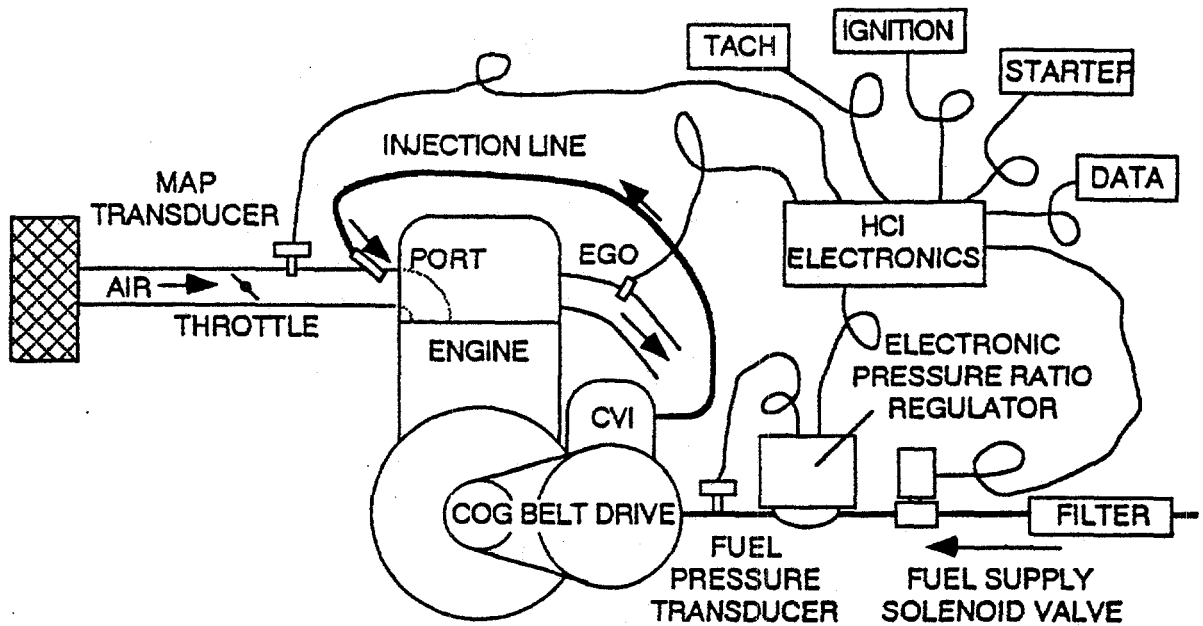 TACH
IGNITION
STARTER
DATA
INJECTION LINE
MAP
TRANSDUCER
HCI
ELECTRONICS
PORT
EGO
AIR
THROTTLE
ENGINE
ELECTRONIC
PRESSURE RATIO
REGULATOR
CVI
COG BELT DRIVE
FILTER
FUEL
PRESSURE
TRANSDUCER
FUEL SUPPLY
SOLENOID VALVE